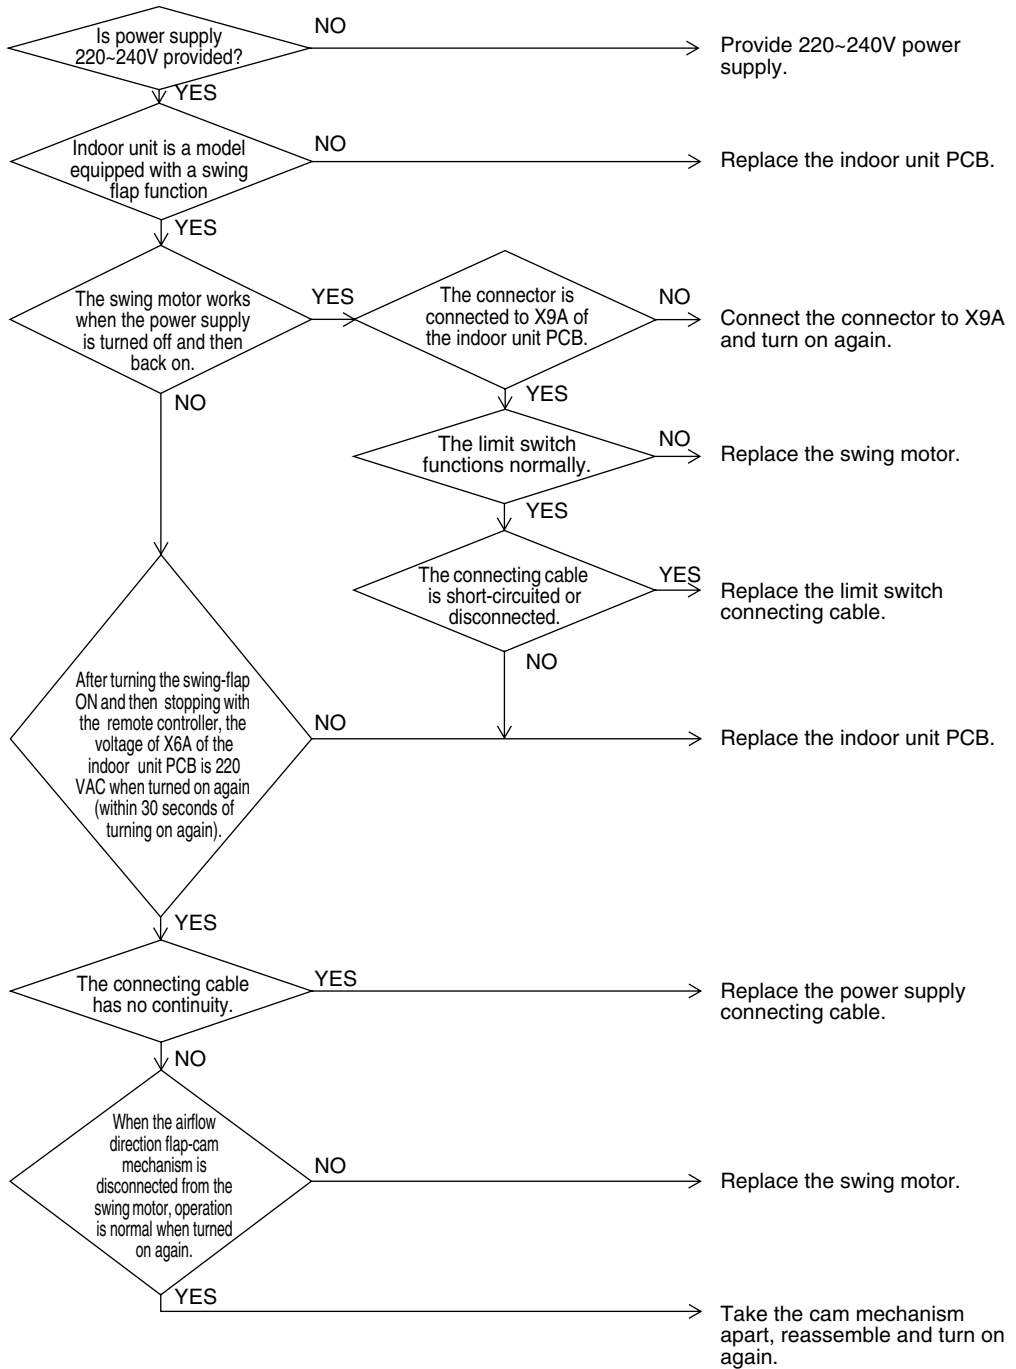 Is power supply
220~240V provided?
NO
Provide 220~240V power
supply.
YES
Indoor unit is a model
equipped with a swing
flap function
NO
Replace the indoor unit PCB.
YES
The swing motor works
when the power supply
is turned off and then
back on.
YES
The connector is
connected to X9A of
the indoor unit PCB.
NO
Connect the connector to X9A
and turn on again.
NO
YES
The limit switch
functions normally.
NO
Replace the swing motor.
YES
The connecting cable
is short-circuited or
disconnected.
YES
Replace the limit switch
connecting cable.
NO
After turning the swing-flap
ON and then stopping with
the remote controller, the
voltage of X6A of the
indoor unit PCB is 220
VAC when turned on again
(within 30 seconds of
turning on again).
NO
Replace the indoor unit PCB.
YES
The connecting cable
has no continuity.
YES
Replace the power supply
connecting cable.
NO
When the airflow
direction flap-cam
mechanism is
disconnected from the
swing motor, operation
is normal when turned
on again.
NO
Replace the swing motor.
YES
Take the cam mechanism
apart, reassemble and turn on
again.